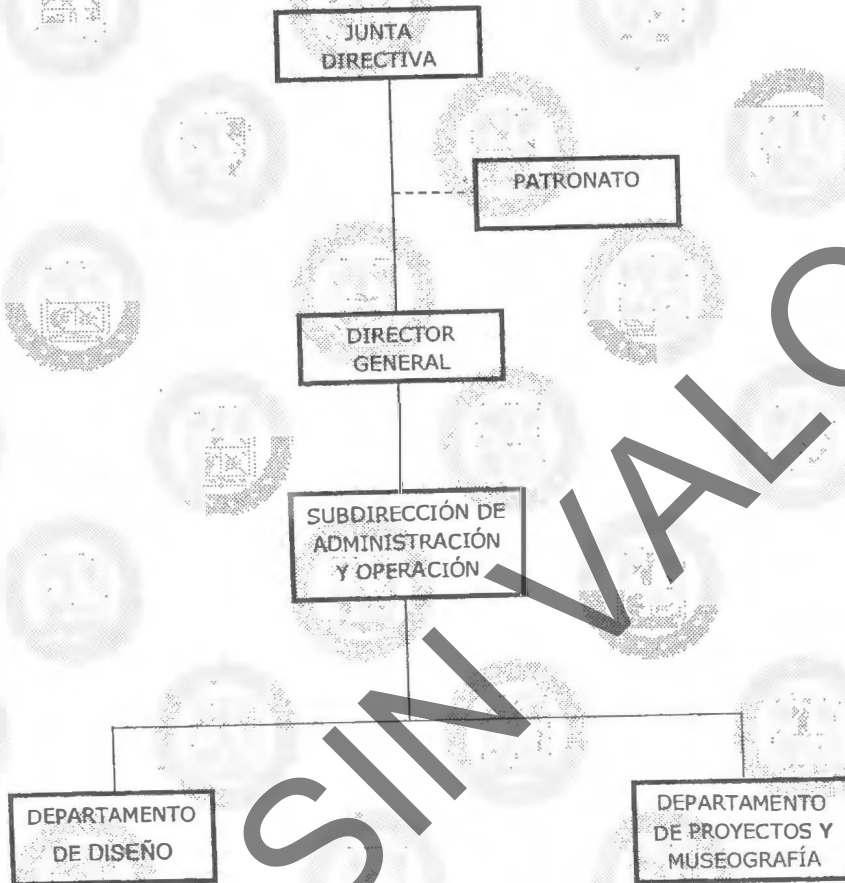 JUNTA
DIRECTIVA
PATRONATO
DIRECTOR
GENERAL
SUBDIRECCIÓN DE
ADMINISTRACIÓN
Y OPERACIÓN
DEPARTAMENTO
DE DISEÑO
DEPARTAMENTO
DE PROYECTOS Y
MUSEOGRAFÍA
SIN VALO